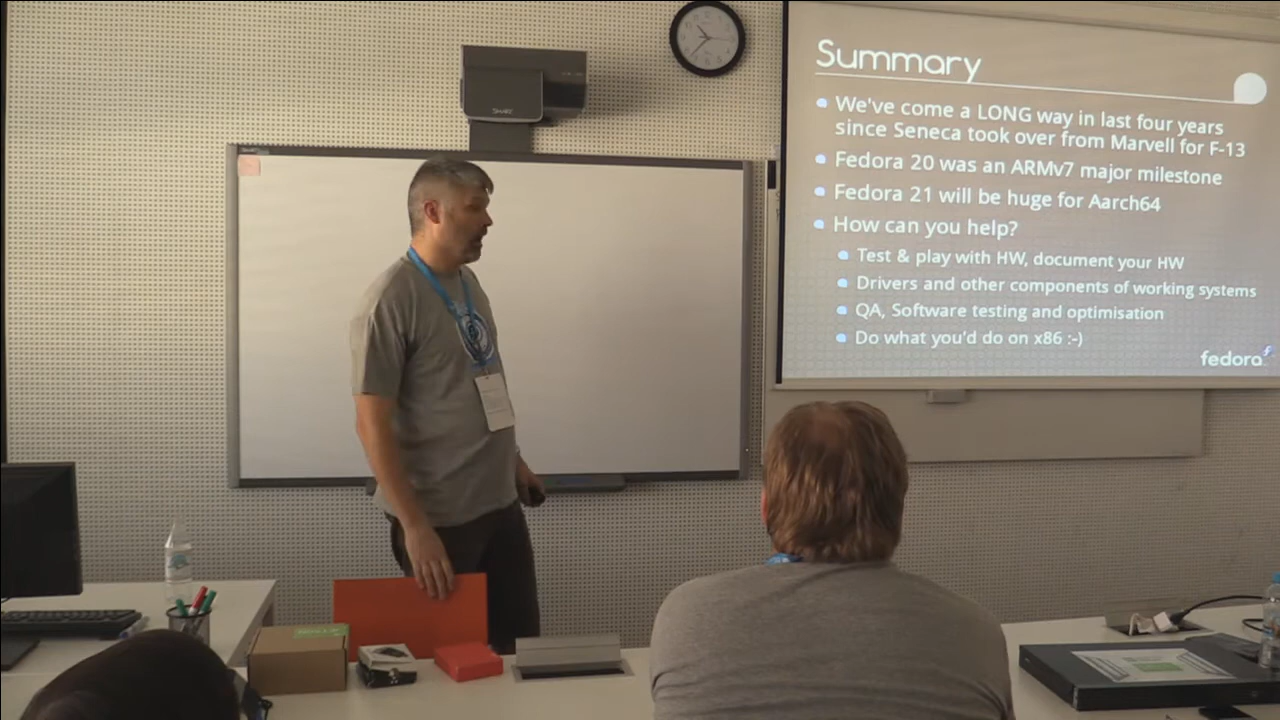 SMART
Summary
We've come a LONG way in last four years
since Seneca took over from Marvell for F-13
Fedora 20 was an ARMv7 major milestone
Fedora 21 will be huge for Aarch64
How can you help?
Test & play with HW, document your HW
Drivers and other components of working systems
QA, Software testing and optimisation
Do what you'd do on x86 :-)
fedora